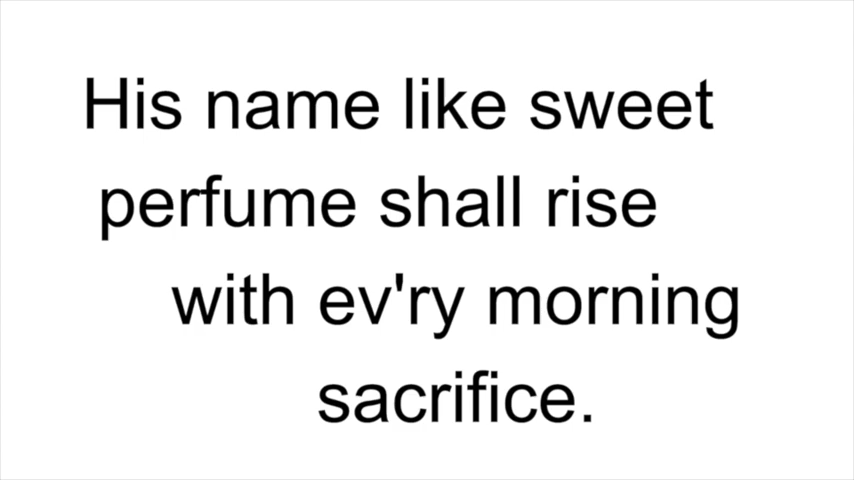 His name like sweet
perfume shall rise
with ev'ry morning
sacrifice.